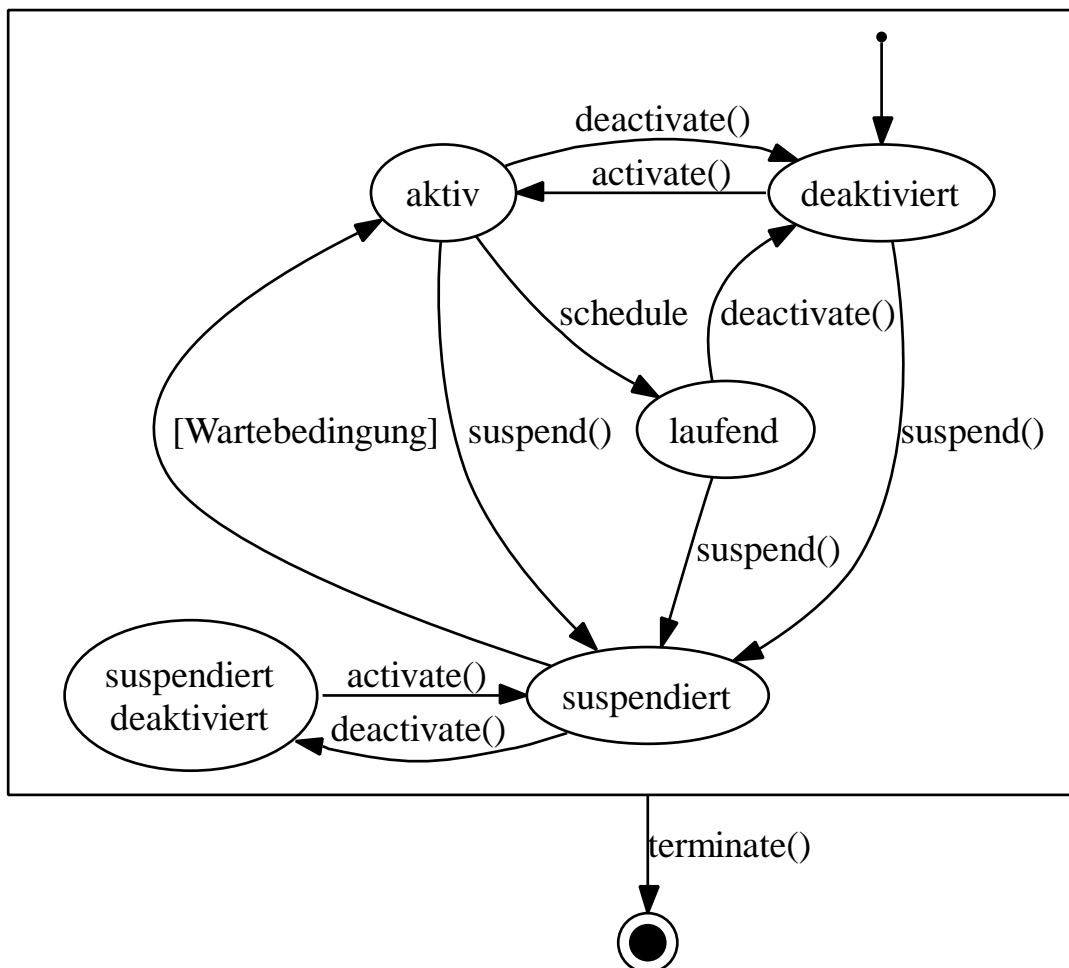 deactivate()
activate()
aktiv
deaktiviert
schedule
deactivate()
[Wartebedingung]
suspend()
laufend
suspend()
suspend()
suspendiert
deaktiviert
activate()
deactivate()
suspendiert
terminate()